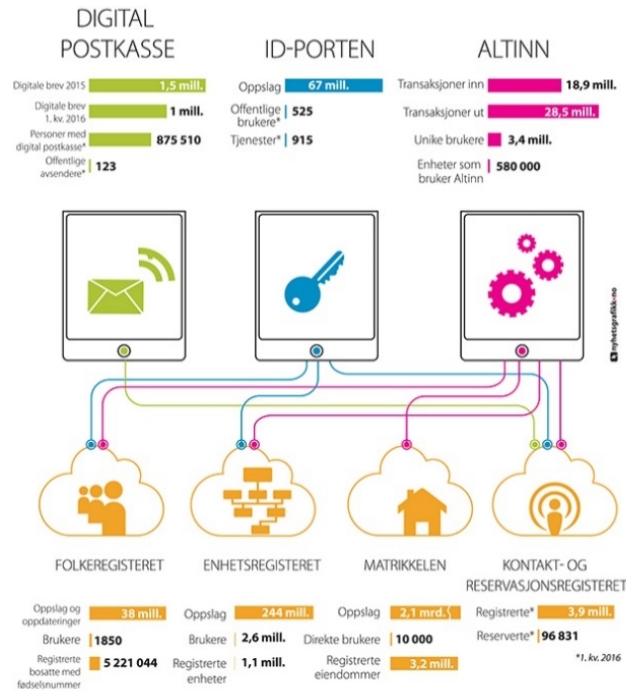 DIGITAL
POSTKASSE
Digitale brev 2015
1,5 mill.
Digitale brev
1. kv. 2016
1 mill.
Personer med
digital postkasse*
875 510
Offentlige
avsendere*
123
ID-PORTEN
Oppslag
67 mill.
Offentlige
brukere*
525
Tjenester*
915
ALTINN
Transaksjoner inn
18,9 mill.
Transaksjoner ut
28,5 mill.
Unike brukere
3,4 mill.
Enheter som
bruker Altinn
580 000
nyhetsgrafikk.no
FOLKEREGISTERET
Oppslag og
oppdateringer
38 mill.
Brukere
1850
Registrerte
bosatte med
fødselsnummer
5 221 044
ENHETSREGISTERET
Oppslag
244 mill.
Brukere
2,6 mill.
Registrerte
enheter
1,1 mill.
MATRIKKELEN
Oppslag
2,1 mrd.
Direkte brukere
10 000
Registrerte
eiendommer
3,2 mill.
KONTAKT- OG
RESERVASJONSREGISTERET
Registrerte*
3,9 mill.
Reserverte*
96 831
*1. kv. 2016